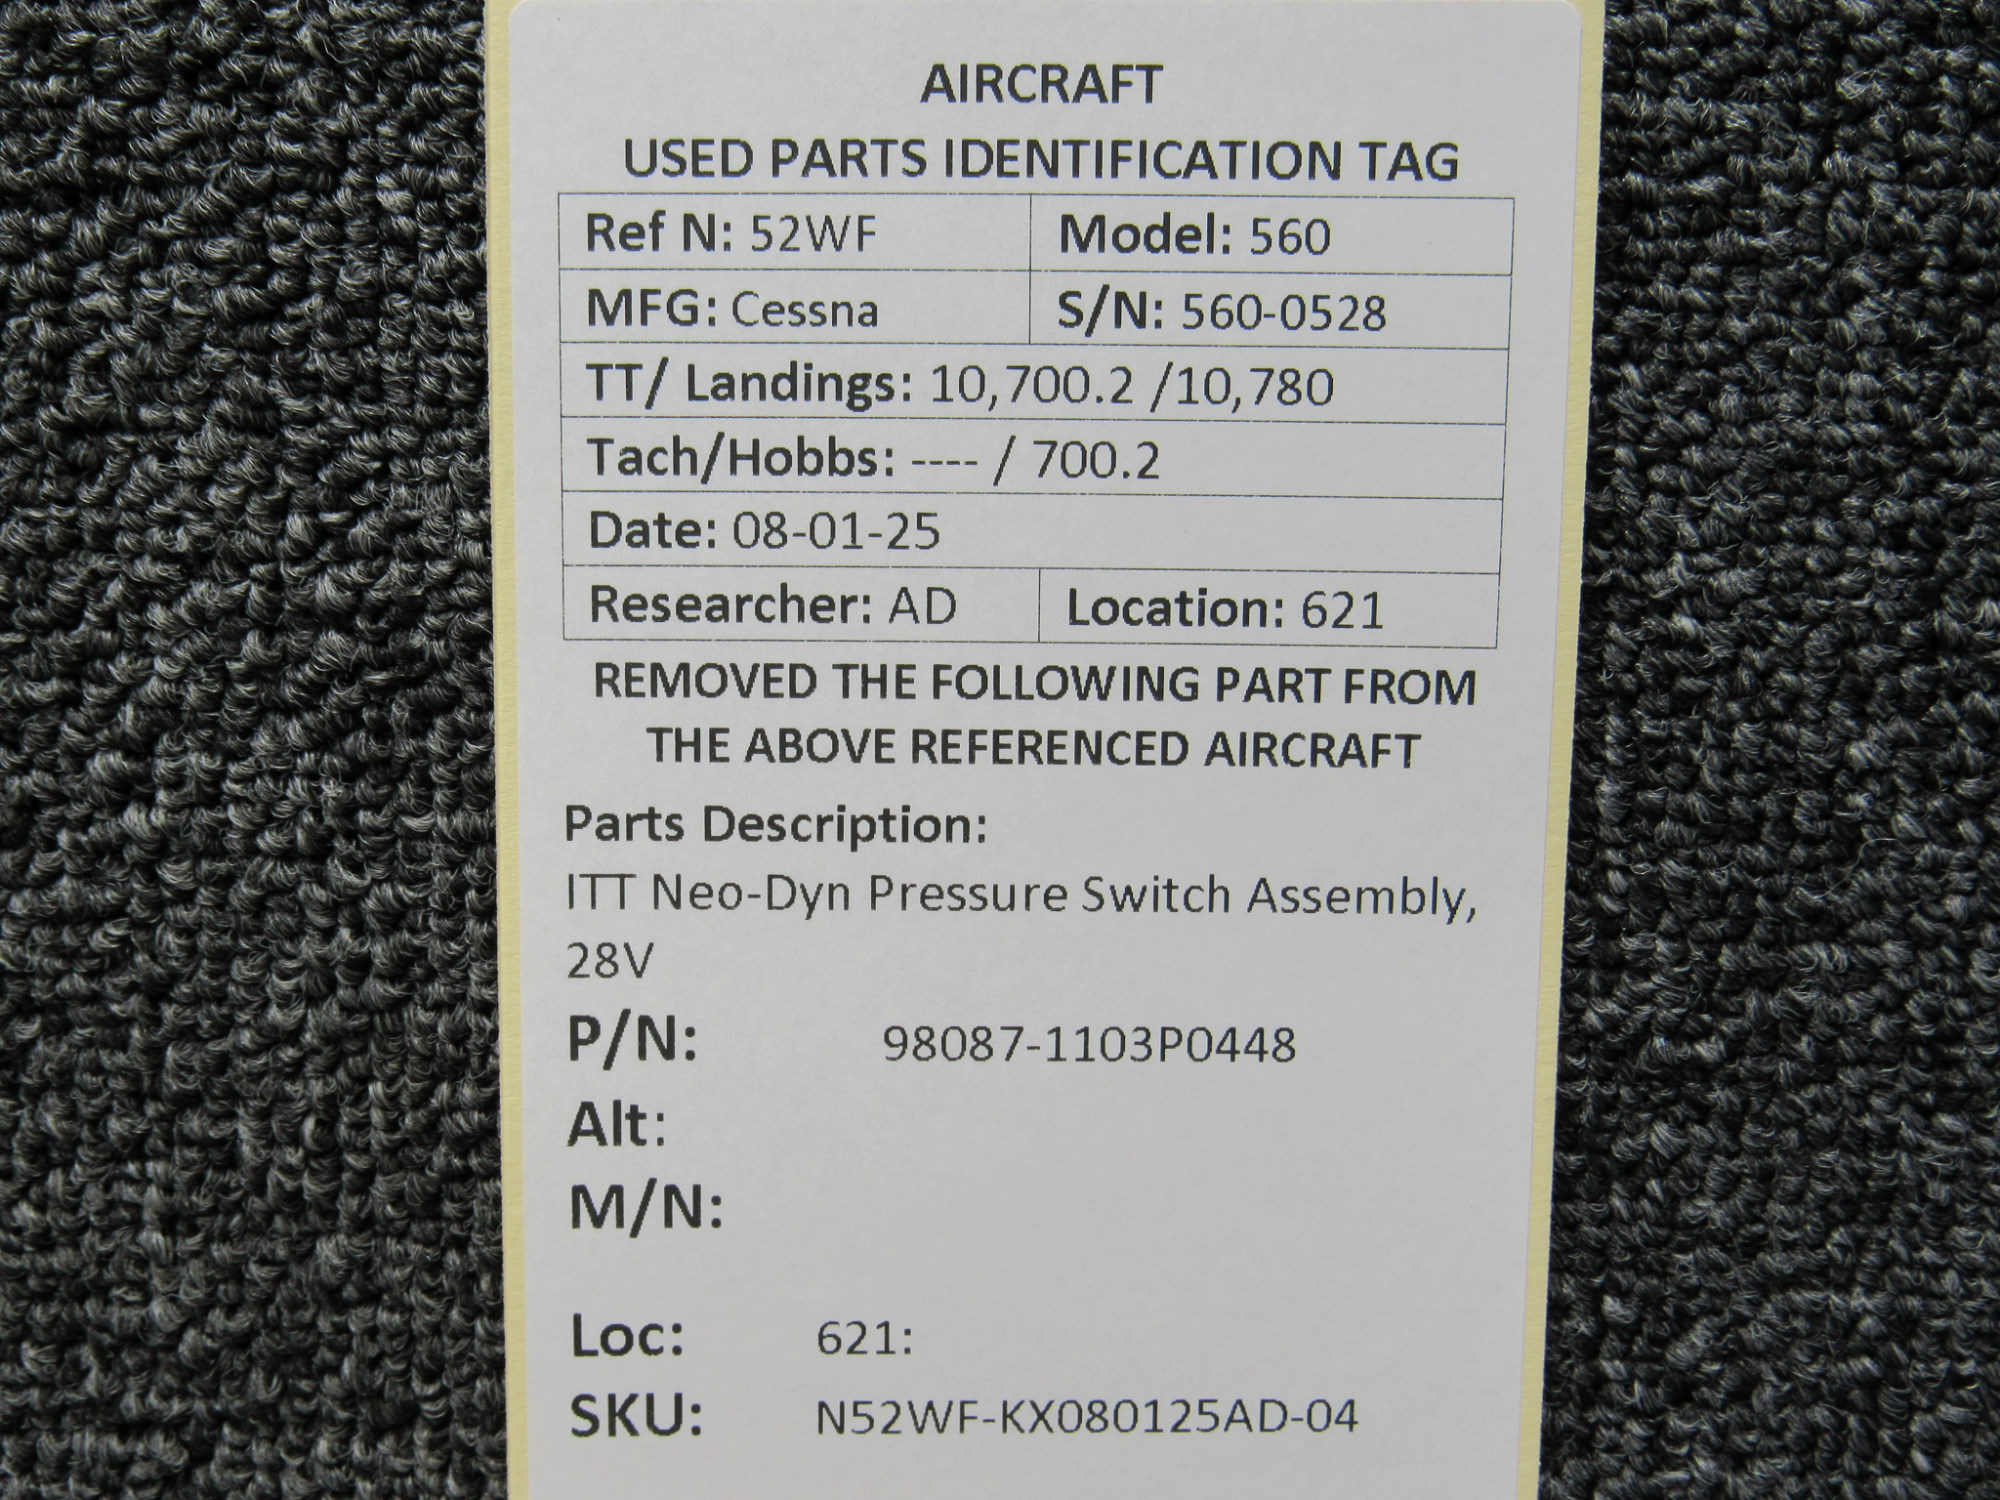 AIRCRAFT
USED PARTS IDENTIFICATION TAG
Ref N: 52WF Model: 560
MFG: Cessna S/N: 560-0528
TT/ Landings: 10,700.2 /10,780
Tach/Hobbs: ---- / 700.2
Date: 08-01-25
Researcher: AD Location: 621
REMOVED THE FOLLOWING PART FROM
THE ABOVE REFERENCED AIRCRAFT
Parts Description:
ITT Neo-Dyn Pressure Switch Assembly,
28V
P/N: 98087-1103P0448
Alt:
M/N:
Loc: 621:
SKU: N52WF-KX080125AD-04